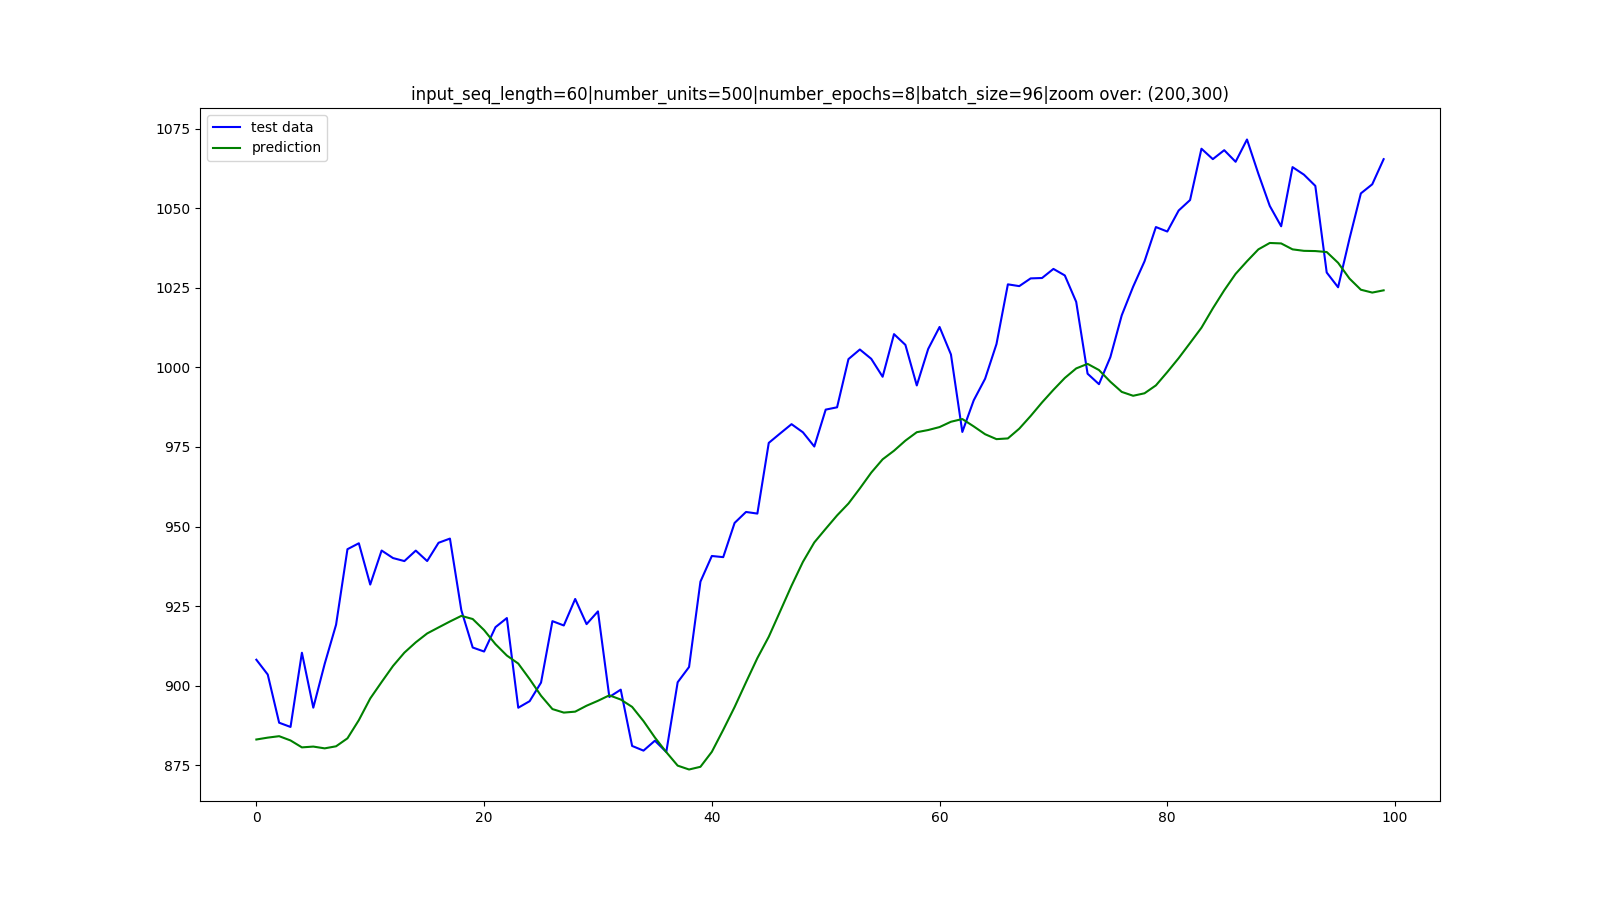 input_seq_length=60|number_units=500|number_epochs=8|batch_size=96|zoom over: (200,300)
test data
prediction
1075
1050
1025
1000
975
950
925
900
875
0 20 40 60 80 100